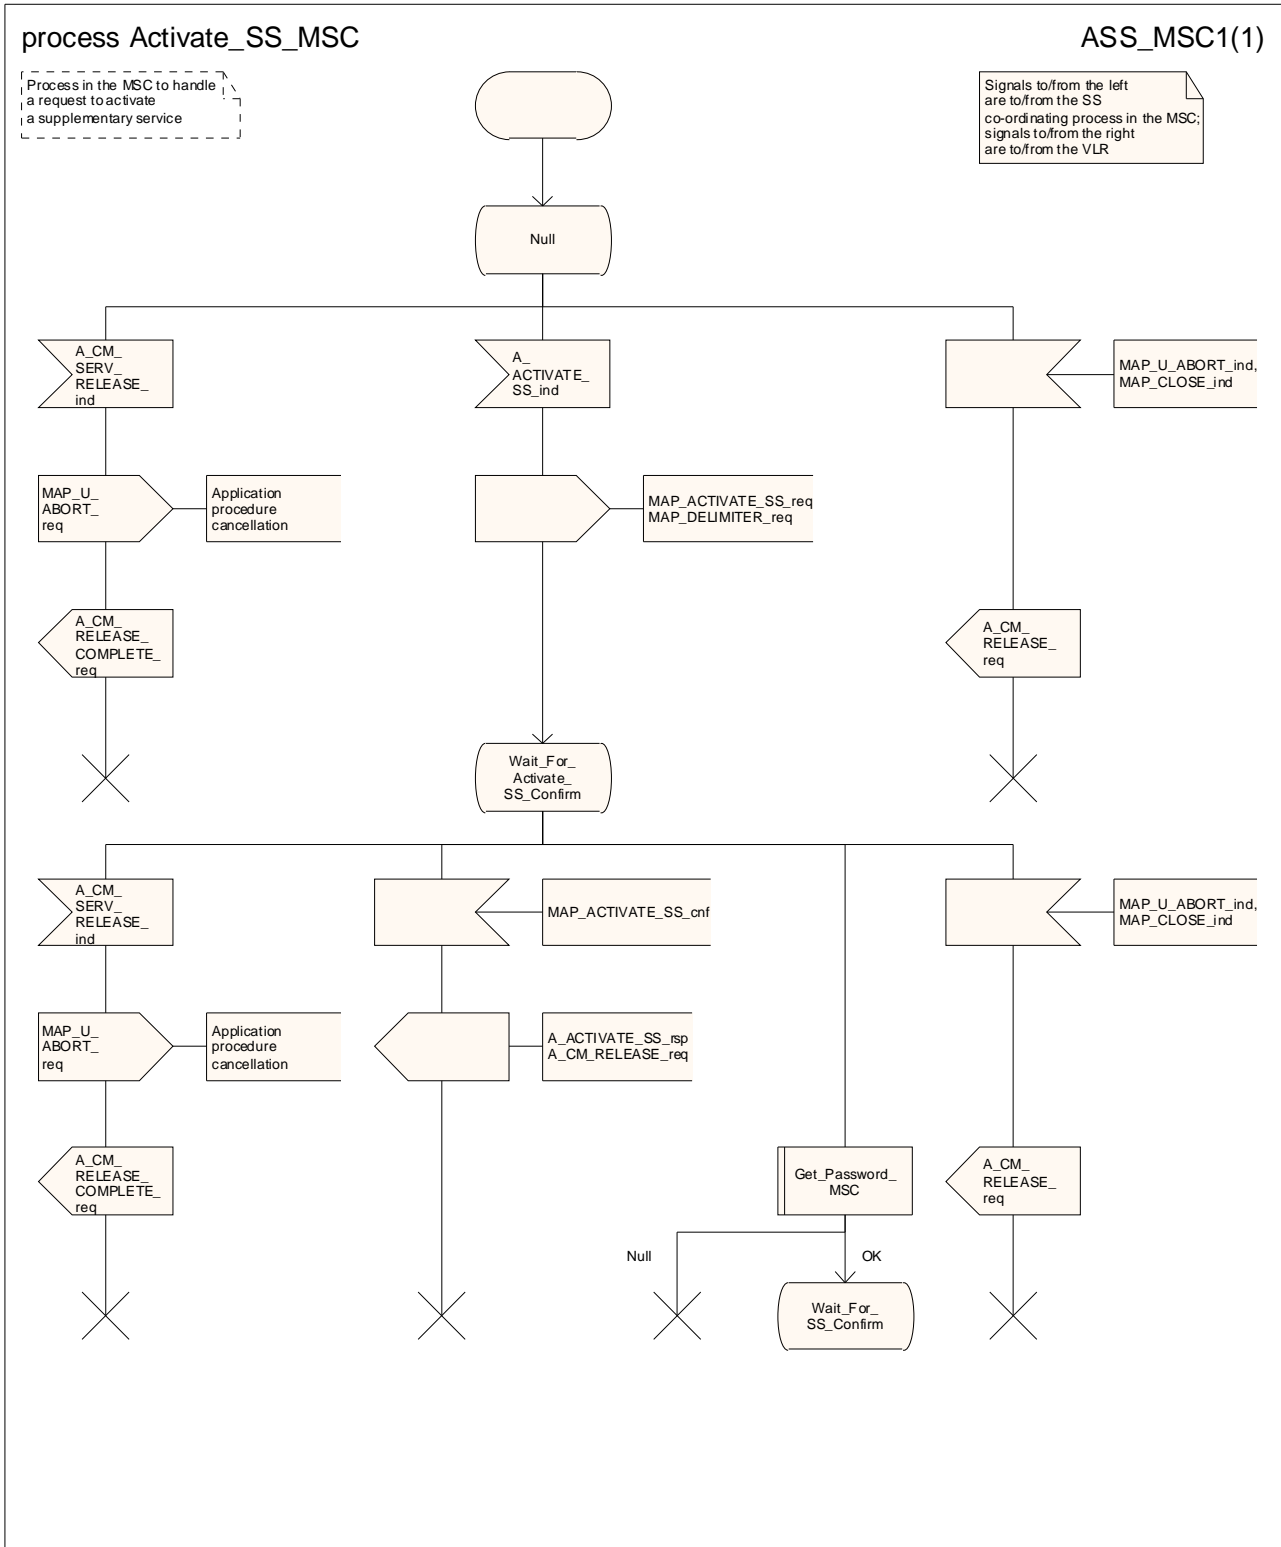 process Activate_SS_MSC
ASS_MSC1(1)
Process in the MSC to handle
a request to activate
a supplementary service
Signals to/from the left
are to/from the SS
co-ordinating process in the MSC;
signals to/from the right
are to/from the VLR
Null
A_CM_
SERV_
RELEASE_
ind
A_
ACTIVATE_
SS_ind
MAP_U_ABORT_ind,
MAP_CLOSE_ind
MAP_U_
ABORT_
req
Application
procedure
cancellation
MAP_ACTIVATE_SS_req
MAP_DELIMITER_req
A_CM_
RELEASE_
COMPLETE_
req
A_CM_
RELEASE_
req
Wait_For_
Activate_
SS_Confirm
A_CM_
SERV_
RELEASE_
ind
MAP_ACTIVATE_SS_cnf
MAP_U_ABORT_ind,
MAP_CLOSE_ind
MAP_U_
ABORT_
req
Application
procedure
cancellation
A_ACTIVATE_SS_rsp
A_CM_RELEASE_req
A_CM_
RELEASE_
COMPLETE_
req
Get_Password_
MSC
A_CM_
RELEASE_
req
Null
OK
Wait_For_
SS_Confirm